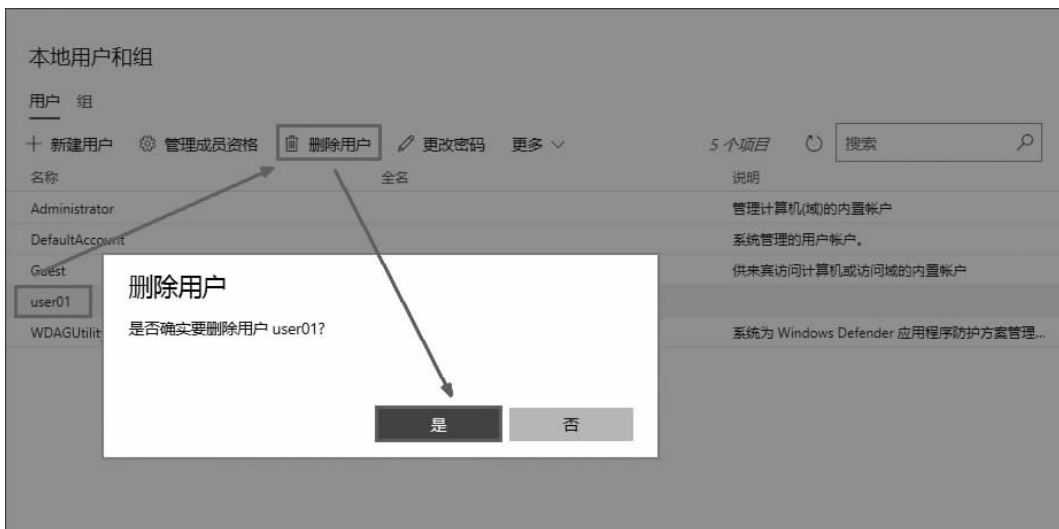 本地用户和组
用户 组
新建用户 管理成员资格 删除用户 更改密码 更多 5 个项目 搜索
名称 全名 说明
Administrator 管理计算机(域)的内置帐户
DefaultAccount 系统管理的用户帐户。
Guest 供来宾访问计算机或访问域的内置帐户
user01
WDAGUtilit 系统为 Windows Defender 应用程序防护方案管理...
删除用户
是否确实要删除用户 user01?
是 否